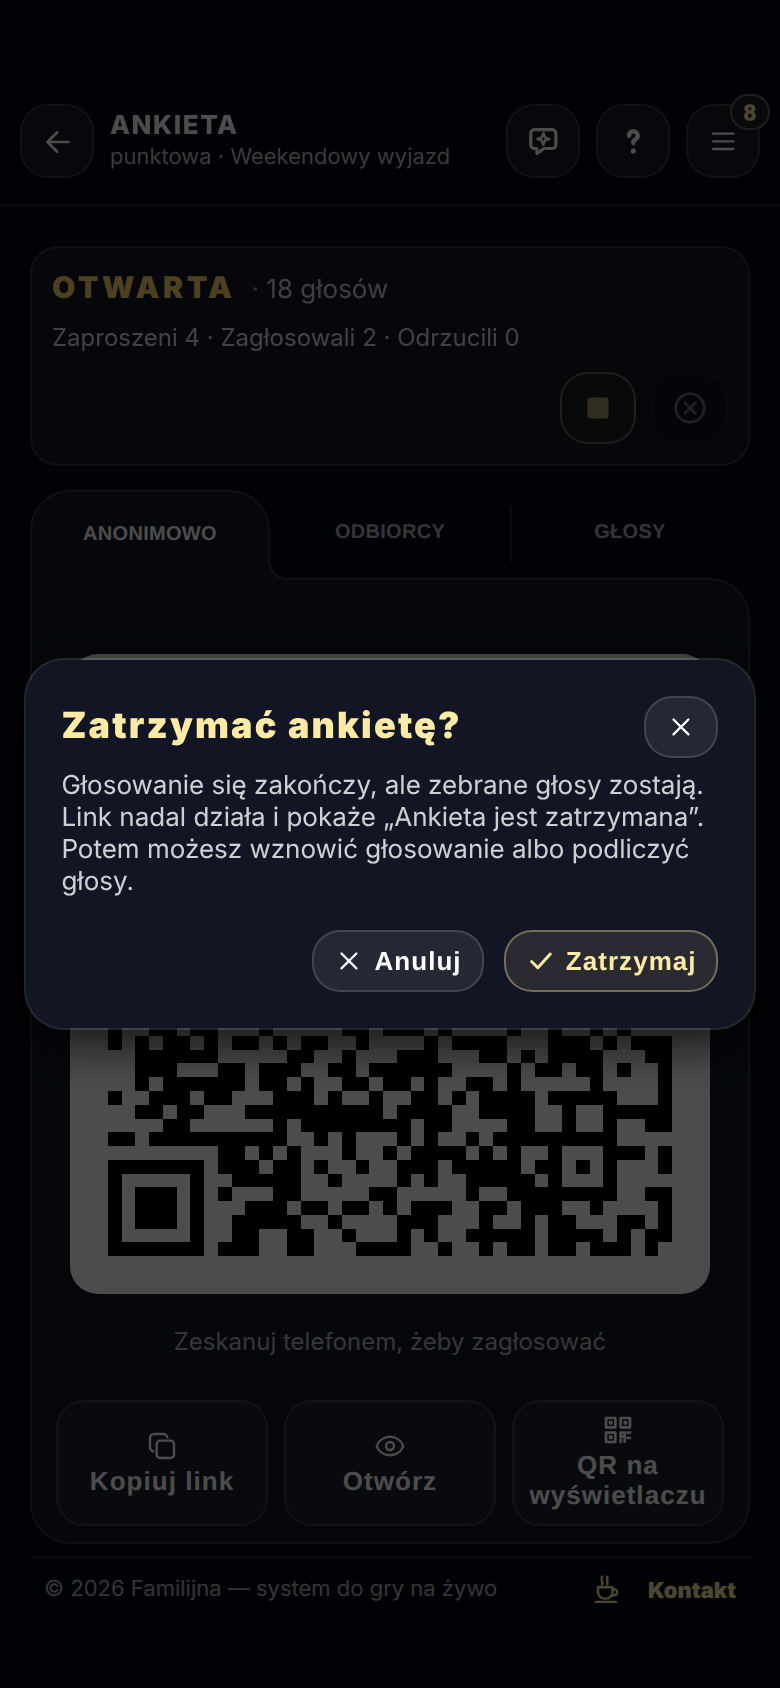 ANKIETA
punktowa · Weekendowy wyjazd
?
8
OTWARTA · 18 głosów
Zaproszeni 4 · Zagłosowali 2 · Odrzucili 0
ANONIMOWO
ODBIORCY
GŁOSY
Zatrzymać ankietę?
Głosowanie się zakończy, ale zebrane głosy zostają.
Link nadal działa i pokaże „Ankieta jest zatrzymana”.
Potem możesz wznowić głosowanie albo podliczyć
głosy.
Anuluj
Zatrzymaj
Zeskanuj telefonem, żeby zagłosować
Kopiuj link
Otwórz
QR na
wyświetlaczu
© 2026 Familijna — system do gry na żywo
Kontakt